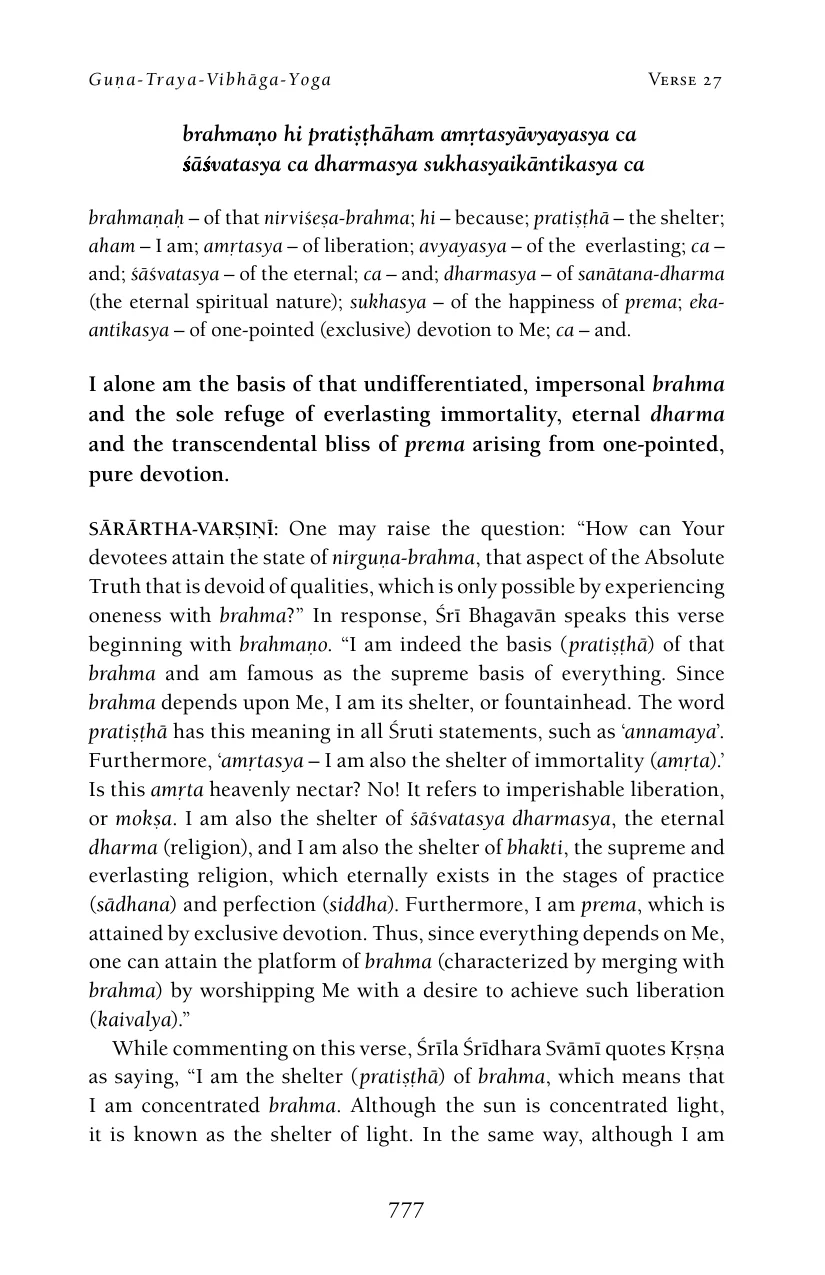 Guṇa-Traya-Vibhāga-Yoga Verse 27
brahmaṇo hi pratiṣṭhāham amṛtasyāvyayasya ca
śāśvatasya ca dharmasya sukhasyaikāntikasya ca
brahmaṇaḥ – of that nirviśeṣa-brahma; hi – because; pratiṣṭhā – the shelter;
aham – I am; amṛtasya – of liberation; avyayasya – of the everlasting; ca –
and; śāśvatasya – of the eternal; ca – and; dharmasya – of sanātana-dharma
(the eternal spiritual nature); sukhasya – of the happiness of prema; eka-
antikasya – of one-pointed (exclusive) devotion to Me; ca – and.
I alone am the basis of that undifferentiated, impersonal brahma
and the sole refuge of everlasting immortality, eternal dharma
and the transcendental bliss of prema arising from one-pointed,
pure devotion.
SĀRĀRTHA-VARṢIṆĪ: One may raise the question: “How can Your
devotees attain the state of nirguṇa-brahma, that aspect of the Absolute
Truth that is devoid of qualities, which is only possible by experiencing
oneness with brahma?” In response, Śrī Bhagavān speaks this verse
beginning with brahmaṇo. “I am indeed the basis (pratiṣṭhā) of that
brahma and am famous as the supreme basis of everything. Since
brahma depends upon Me, I am its shelter, or fountainhead. The word
pratiṣṭhā has this meaning in all Śruti statements, such as ‘annamaya’.
Furthermore, ‘amṛtasya – I am also the shelter of immortality (amṛta).’
Is this amṛta heavenly nectar? No! It refers to imperishable liberation,
or mokṣa. I am also the shelter of śāśvatasya dharmasya, the eternal
dharma (religion), and I am also the shelter of bhakti, the supreme and
everlasting religion, which eternally exists in the stages of practice
(sādhana) and perfection (siddha). Furthermore, I am prema, which is
attained by exclusive devotion. Thus, since everything depends on Me,
one can attain the platform of brahma (characterized by merging with
brahma) by worshipping Me with a desire to achieve such liberation
(kaivalya).”
While commenting on this verse, Śrīla Śrīdhara Svāmī quotes Kṛṣṇa
as saying, “I am the shelter (pratiṣṭhā) of brahma, which means that
I am concentrated brahma. Although the sun is concentrated light,
it is known as the shelter of light. In the same way, although I am
777